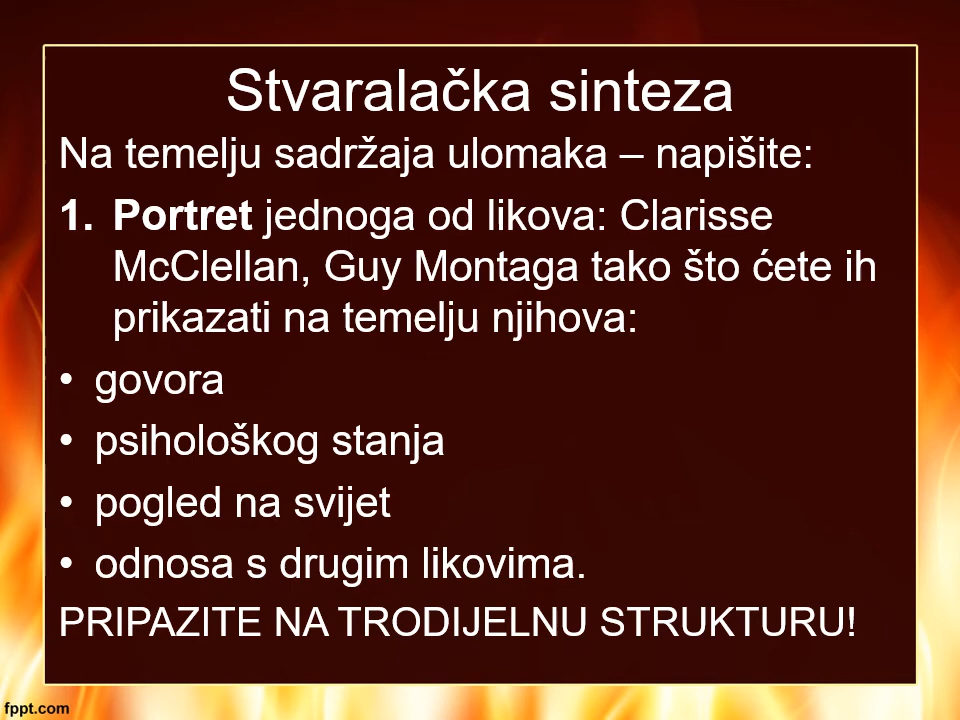 Stvaralačka sinteza
Na temelju sadržaja ulomaka – napišite:
1. Portret jednoga od likova: Clarisse
McClellan, Guy Montaga tako što ćete ih
prikazati na temelju njihova:
• govora
• psihološkog stanja
• pogled na svijet
• odnosa s drugim likovima.
PRIPAZITE NA TRODIJELNU STRUKTURU!
fppt.com